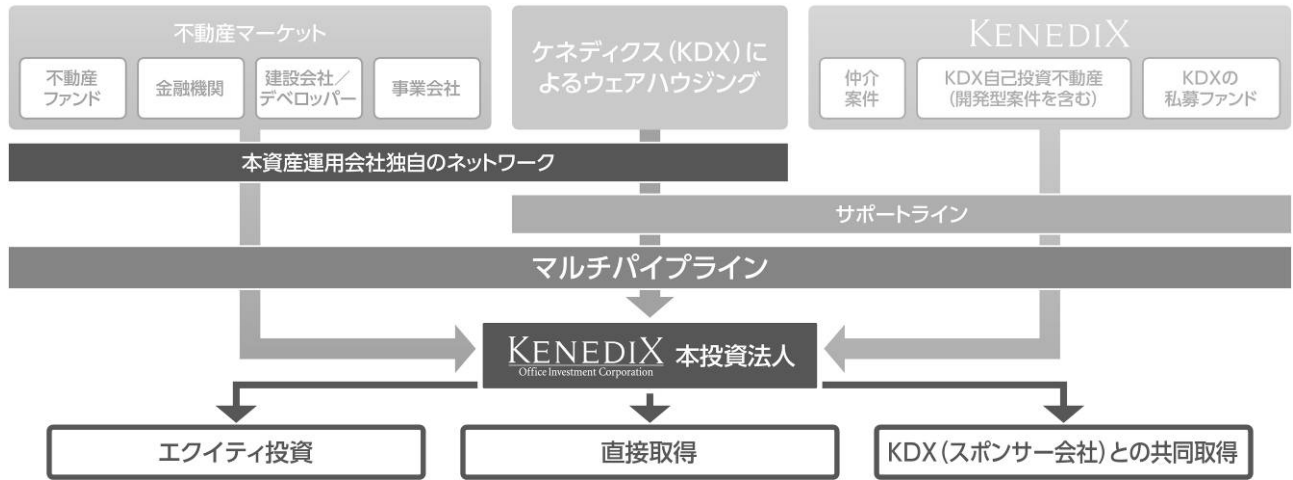 不動産マーケット
不動産
ファンド
金融機関
建設会社／
デベロッパー
事業会社
ケネディクス（KDX）に
よるウェアハウジング
KENEDIX
仲介
案件
KDX自己投資不動産
（開発型案件を含む）
KDXの
私募ファンド
本資産運用会社独自のネットワーク
サポートライン
マルチパイプライン
KENEDIX 本投資法人
Office Investment Corporation
エクイティ投資
直接取得
KDX（スポンサー会社）との共同取得